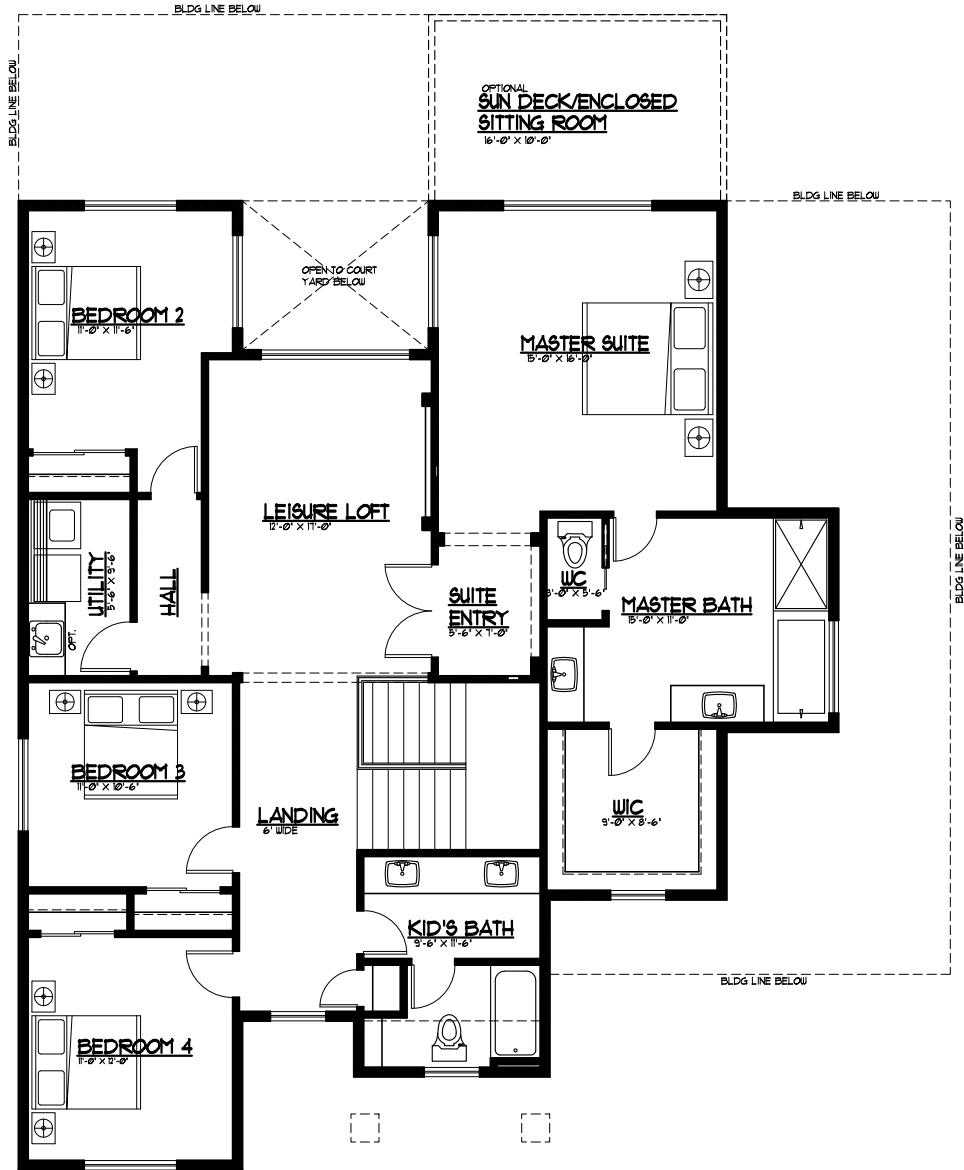 BLDG LINE BELOW
BLDG LINE BELOW
OPTIONAL
SUN DECK/ENCLOSED
SITTING ROOM
16'-0" X 10'-0"
BLDG LINE BELOW
OPEN TO COURT
YARD BELOW
BEDROOM 2
11'-0" X 11'-6"
MASTER SUITE
15'-0" X 16'-0"
LEISURE LOFT
12'-0" X 17'-0"
BLDG LINE BELOW
UTILITY
5'-6" X 9'-6"
OPT.
HALL
SUITE
ENTRY
5'-6" X 7'-0"
WC
3'-0" X 5'-6"
MASTER BATH
15'-0" X 11'-0"
BEDROOM 3
11'-0" X 10'-6"
LANDING
6' WIDE
WIC
9'-0" X 8'-6"
KID'S BATH
9'-6" X 11'-6"
BLDG LINE BELOW
BEDROOM 4
11'-0" X 12'-0"